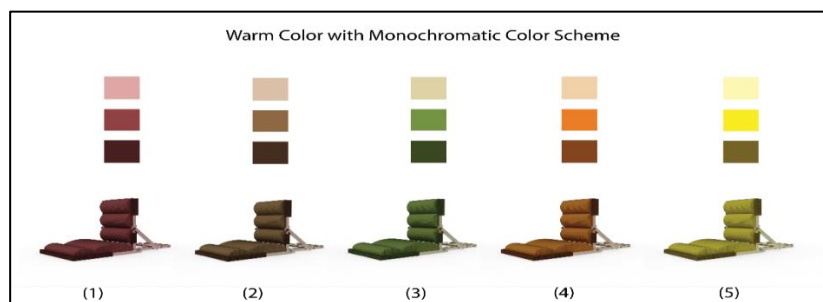 Warm Color with Monochromatic Color Scheme
(1) (2) (3) (4) (5)